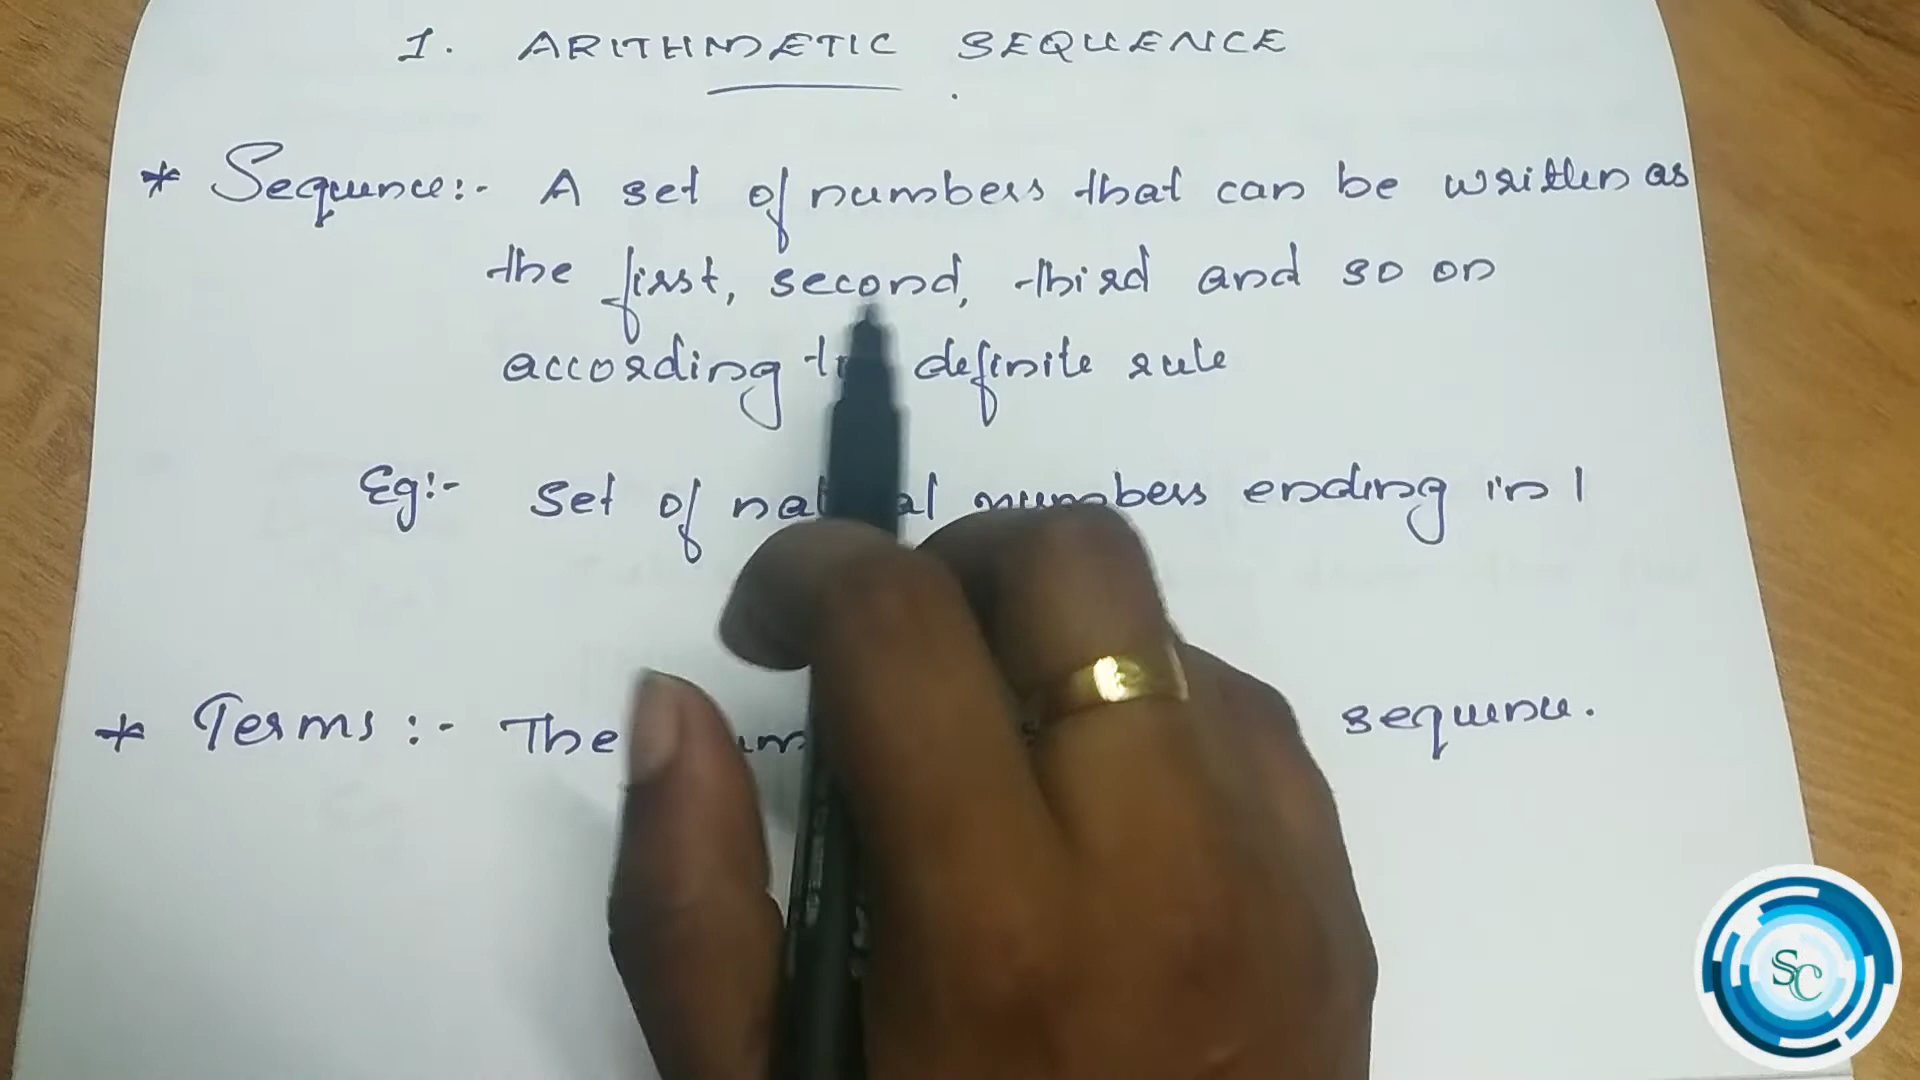 1. ARITHMETIC SEQUENCE
* Sequence:- A set of numbers that can be written as
the first, second, third and so on
according definite rule
Eg:- Set of numbers ending in 1
* Terms :- The sequence.
SC